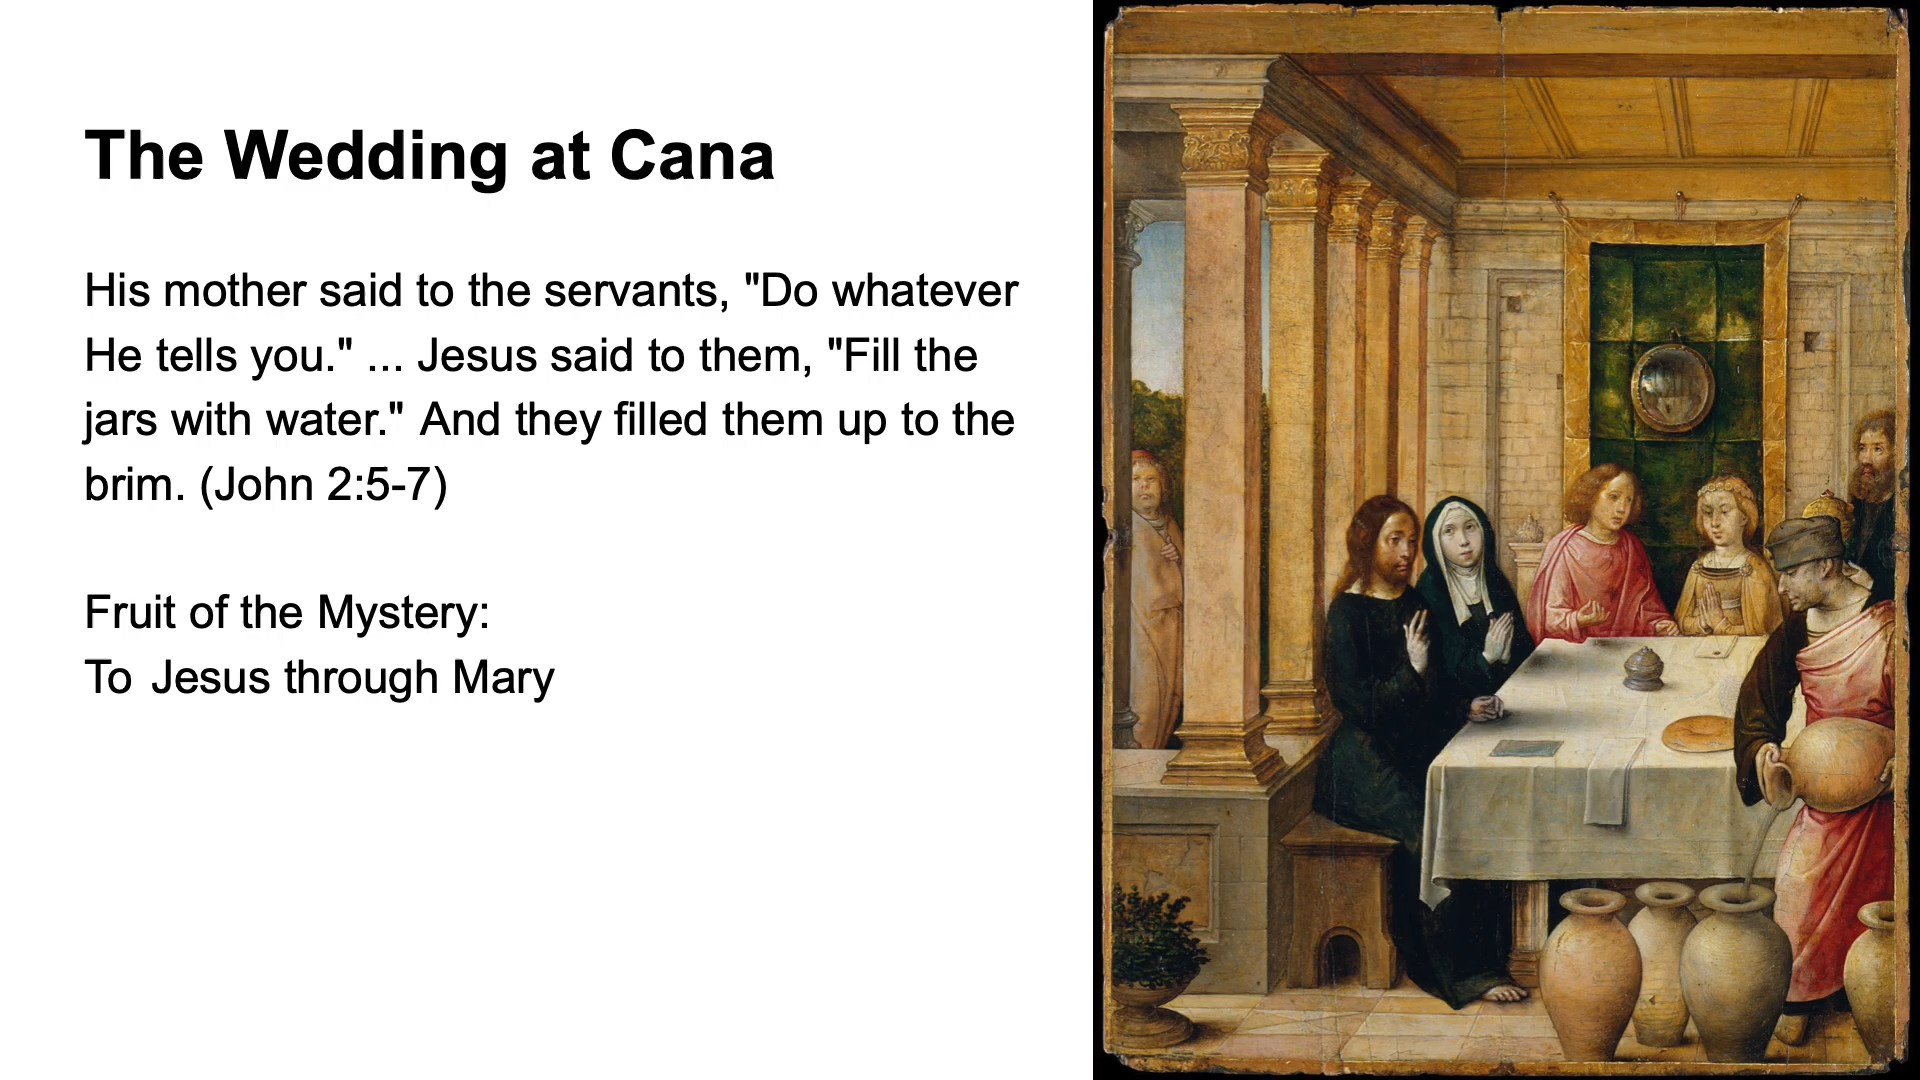 The Wedding at Cana
His mother said to the servants, "Do whatever
He tells you." ... Jesus said to them, "Fill the
jars with water." And they filled them up to the
brim. (John 2:5-7)
Fruit of the Mystery:
To Jesus through Mary